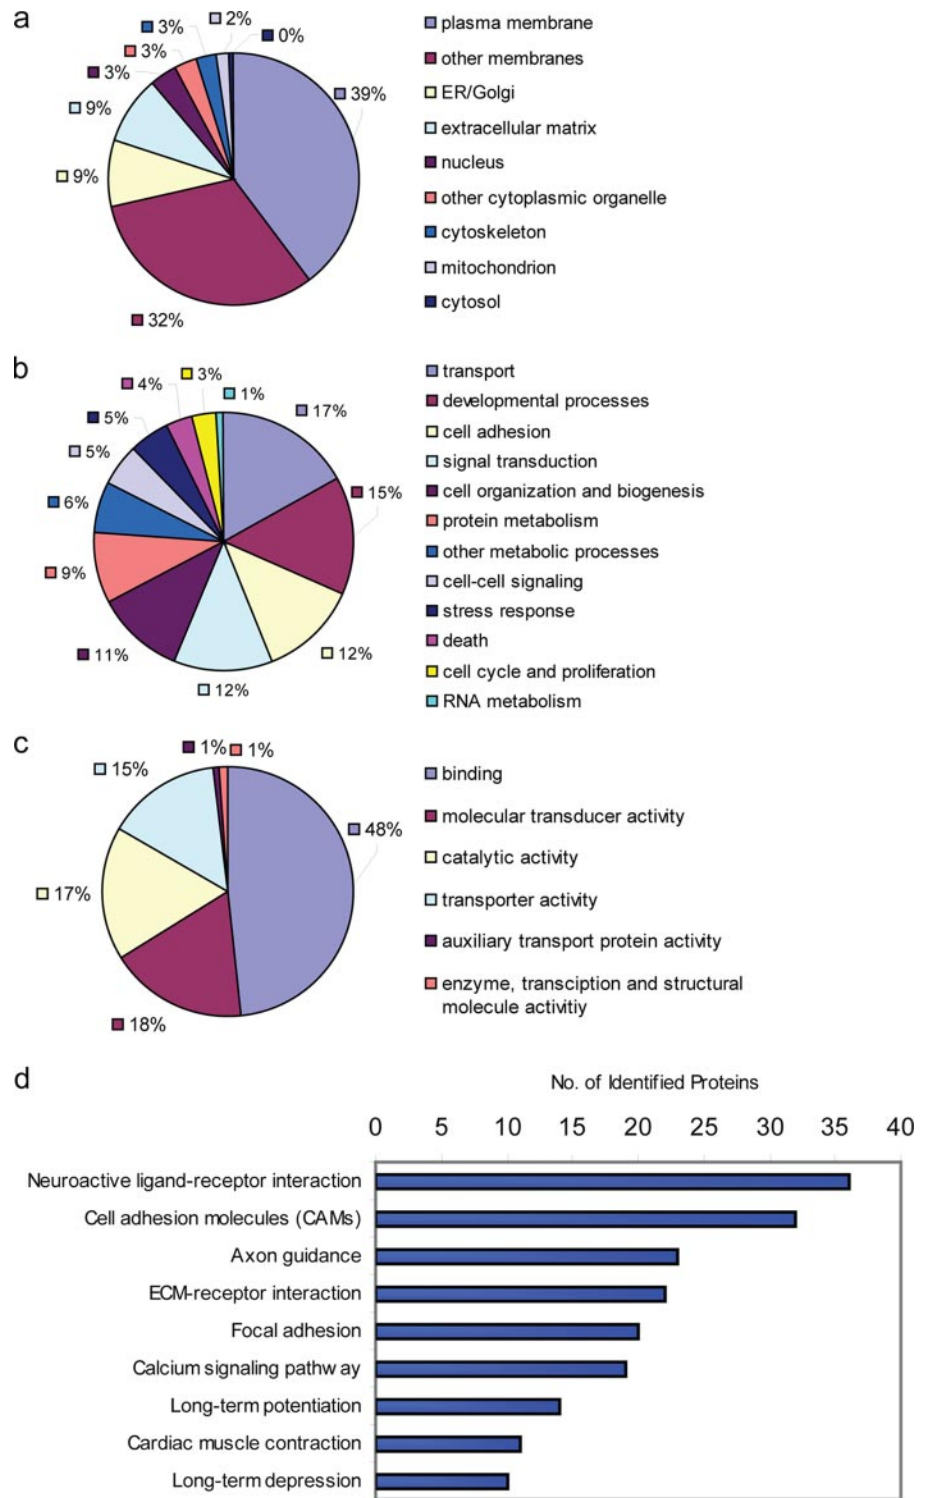 a
2%
3%
0%
3%
3%
39%
9%
9%
32%
plasma membrane
other membranes
ER/Golgi
extracellular matrix
nucleus
other cytoplasmic organelle
cytoskeleton
mitochondrion
cytosol
b
3%
4%
1%
5%
17%
5%
6%
15%
9%
11%
12%
12%
transport
developmental processes
cell adhesion
signal transduction
cell organization and biogenesis
protein metabolism
other metabolic processes
cell-cell signaling
stress response
death
cell cycle and proliferation
RNA metabolism
c
1%
1%
15%
48%
17%
18%
binding
molecular transducer activity
catalytic activity
transporter activity
auxiliary transport protein activity
enzyme, transciption and structural
molecule activitiy
d
No. of Identified Proteins
0 5 10 15 20 25 30 35 40
Neuroactive ligand-receptor interaction
Cell adhesion molecules (CAMs)
Axon guidance
ECM-receptor interaction
Focal adhesion
Calcium signaling pathway
Long-term potentiation
Cardiac muscle contraction
Long-term depression